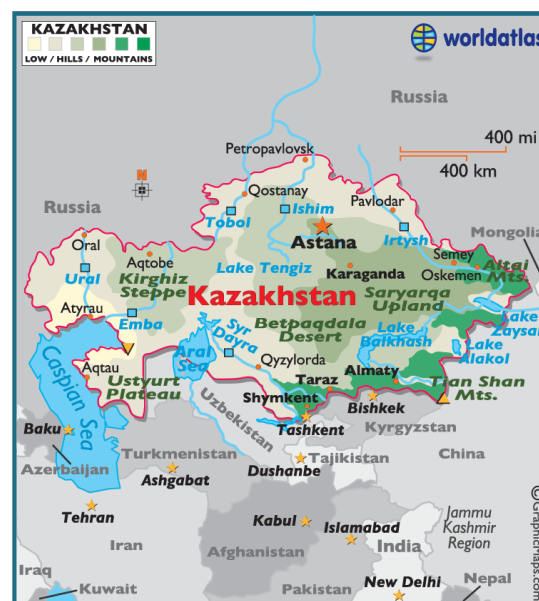 KAZAKHSTAN
LOW / HILLS / MOUNTAINS
worldatlas
Russia
400 mi
400 km
Petropavlovsk
N
Qostanay
Ishim
Pavlodar
Russia
Tobol
Astana
Irtysh
Mongolia
Oral
Aqtobe
Semey
Altai
Mts.
Ural
Kirghiz
Steppe
Lake Tengiz
Karaganda
Oskemen
Kazakhstan
Saryarqa
Upland
Atyrau
Emba
Syr
Dayra
Betpaqdala
Desert
Lake
Balkhash
Lake
Zaysan
Caspian Sea
Aral
Sea
Lake
Alakol
Aqtau
Qyzylorda
Ustyurt
Plateau
Taraz
Almaty
Tian Shan
Mts.
Shymkent
Bishkek
Uzbekistan
Tashkent
Kyrgyzstan
Baku
Turkmenistan
Tajikistan
China
Azerbaijan
Ashgabat
Dushanbe
Tehran
Kabul
Islamabad
Jammu
Kashmir
Region
Iran
Afghanistan
India
Iraq
Kuwait
Pakistan
New Delhi
Nepal
©GraphicMaps.com